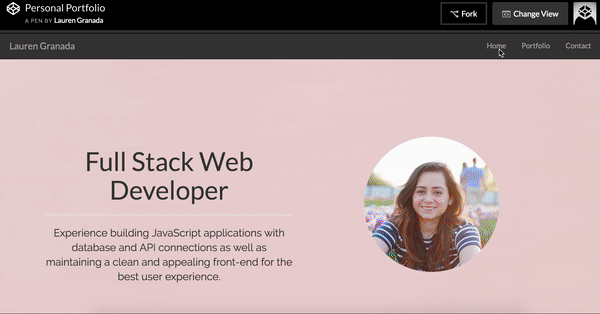 Personal Portfolio
A PEN BY Lauren Granada
Fork
Change View
Lauren Granada
Home
Portfolio
Contact
Full Stack Web
Developer
Experience building JavaScript applications with
database and API connections as well as
maintaining a clean and appealing front-end for the
best user experience.